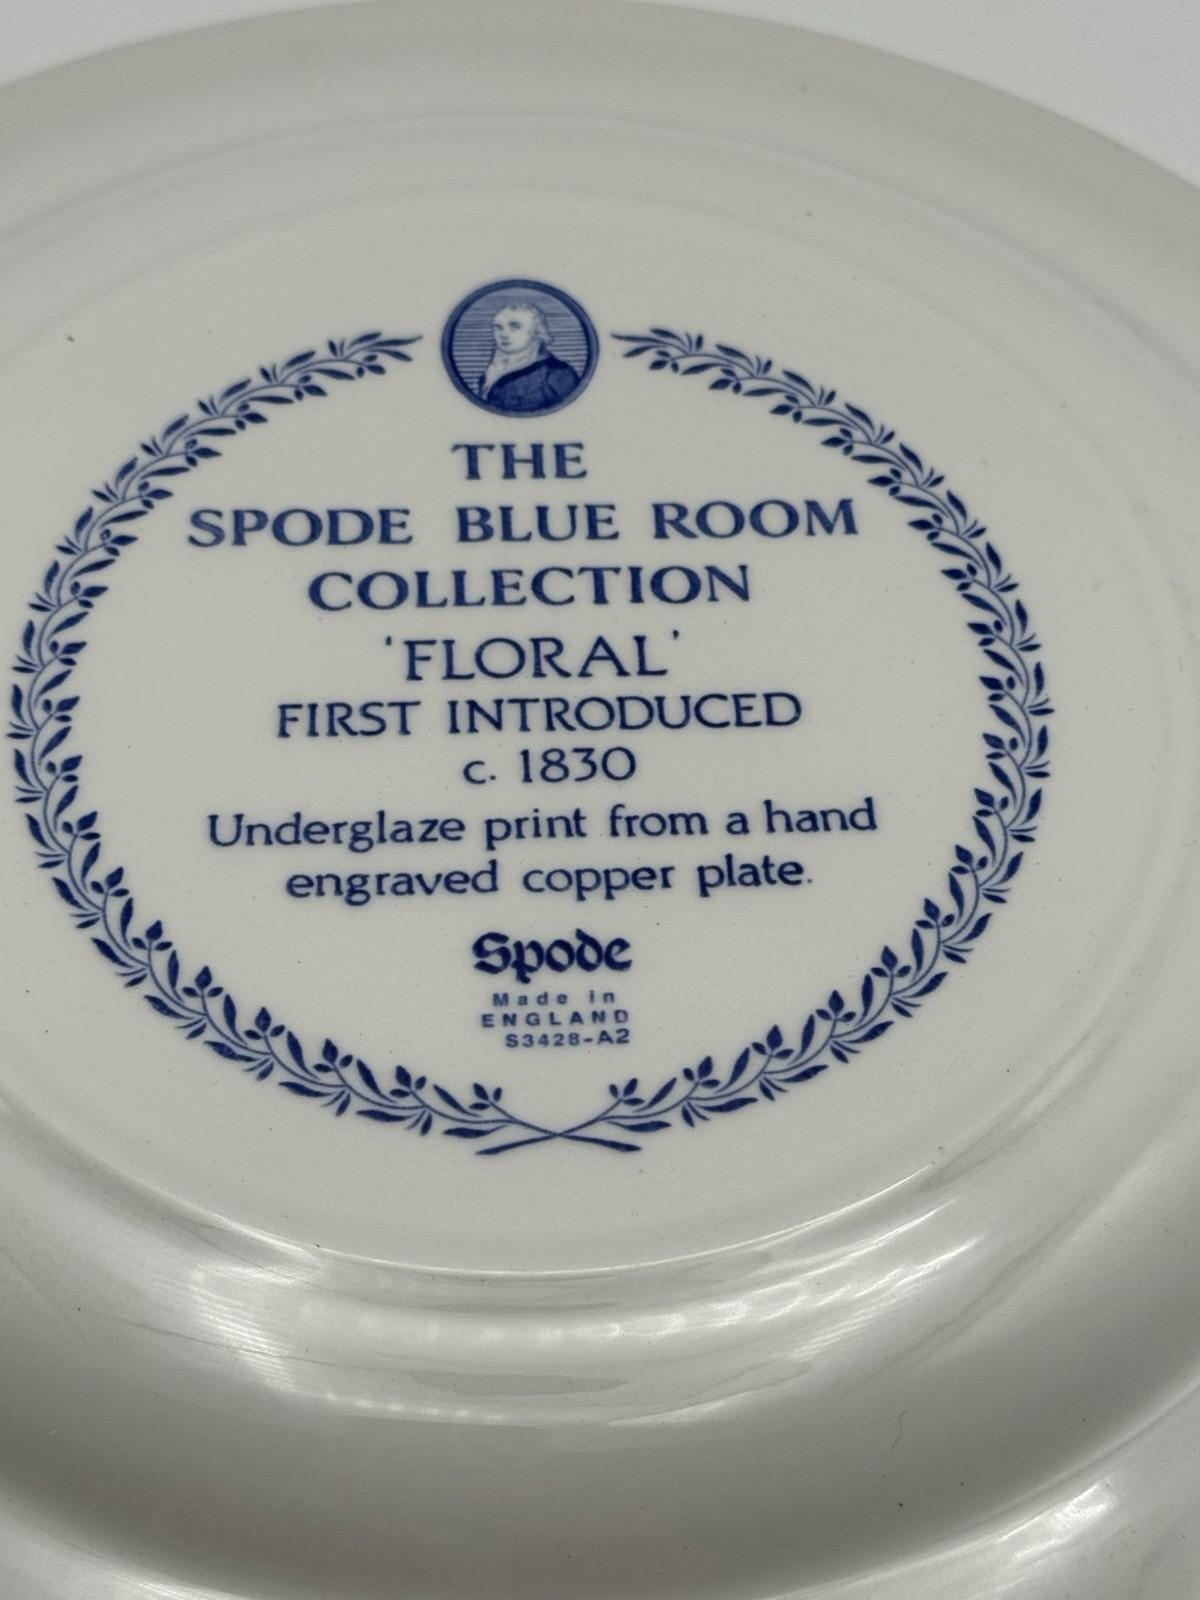 THE
SPODE BLUE ROOM
COLLECTION
'FLORAL'
FIRST INTRODUCED
c. 1830
Underglaze print from a hand
engraved copper plate.
Spode
Made in
ENGLAND
S3428-A2